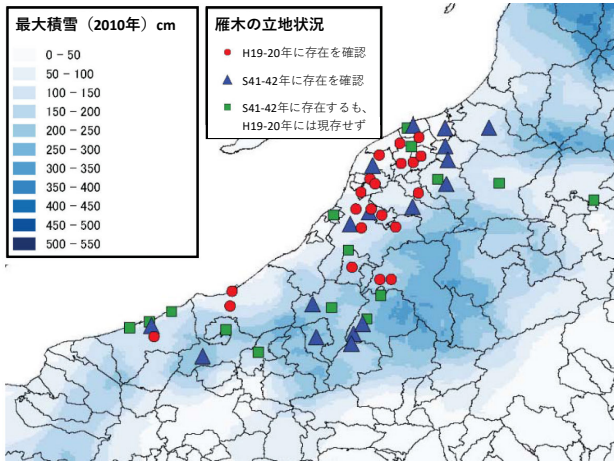 最大積雪（2010年）cm
0 - 50
50 - 100
100 - 150
150 - 200
200 - 250
250 - 300
300 - 350
350 - 400
400 - 450
450 - 500
500 - 550
雁木の立地状況
H19-20年に存在を確認
S41-42年に存在を確認
S41-42年に存在するも、
H19-20年には現存せず